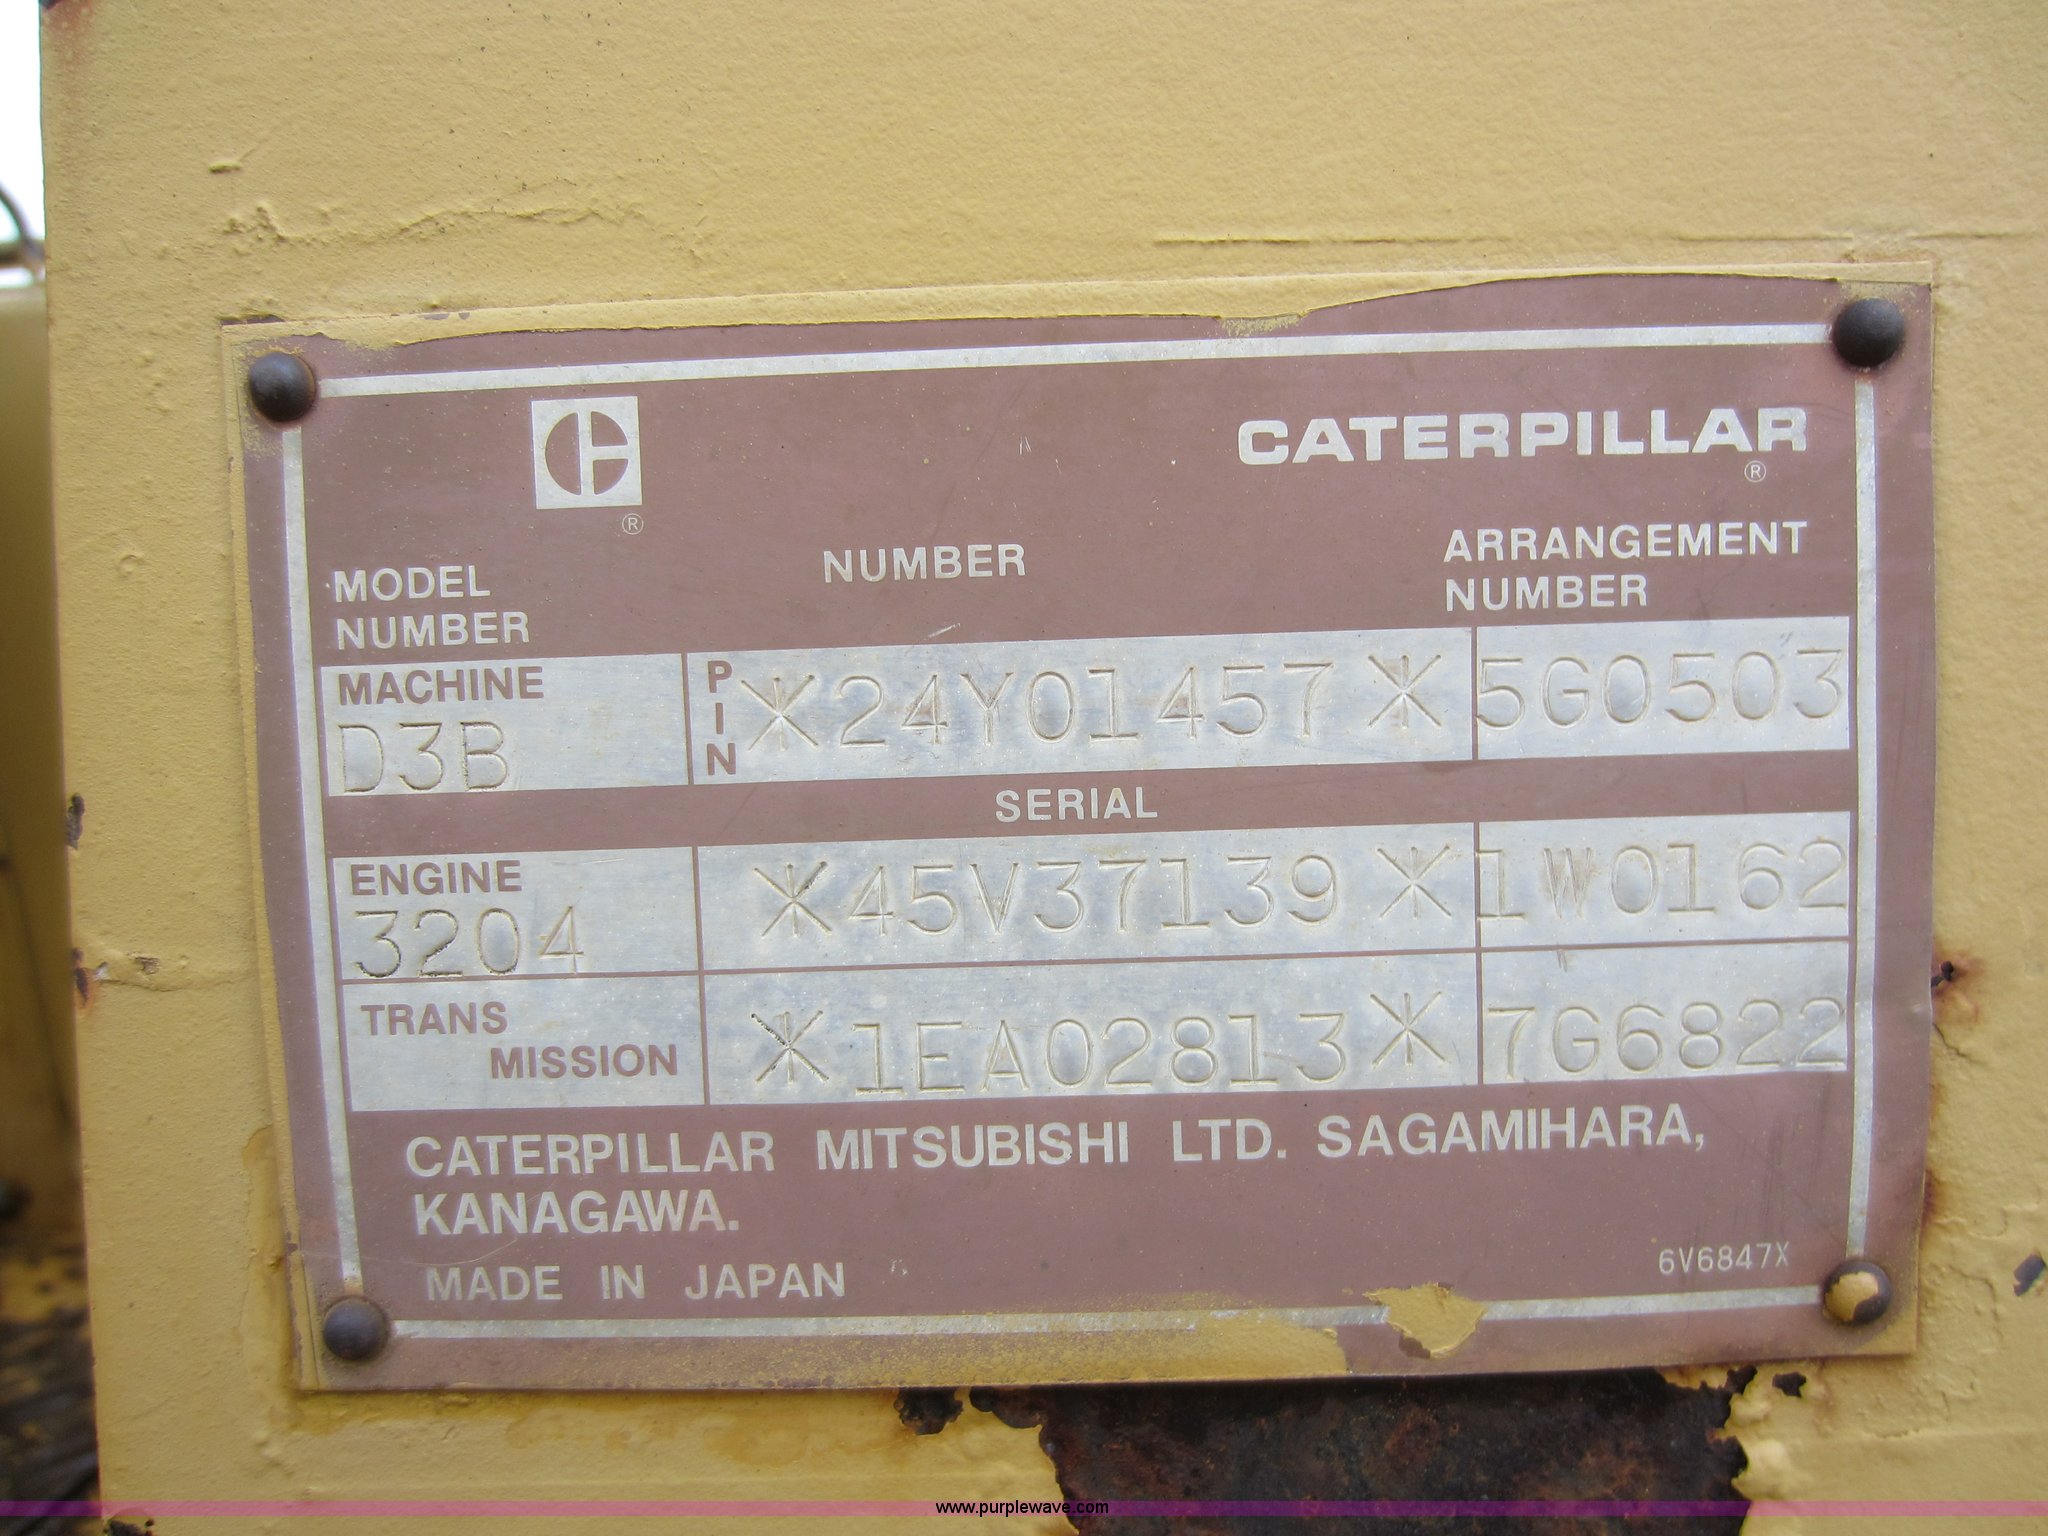 CATERPILLAR
®
®
MODEL NUMBER
NUMBER
ARRANGEMENT NUMBER
MACHINE
D3B
PIN
*24Y01457*
5G0503
SERIAL
ENGINE
3204
*45V37139*
1W0162
TRANS
MISSION
*1EA02813*
7G6822
CATERPILLAR MITSUBISHI LTD. SAGAMIHARA,
KANAGAWA.
MADE IN JAPAN
6V6847X
www.purplewave.com